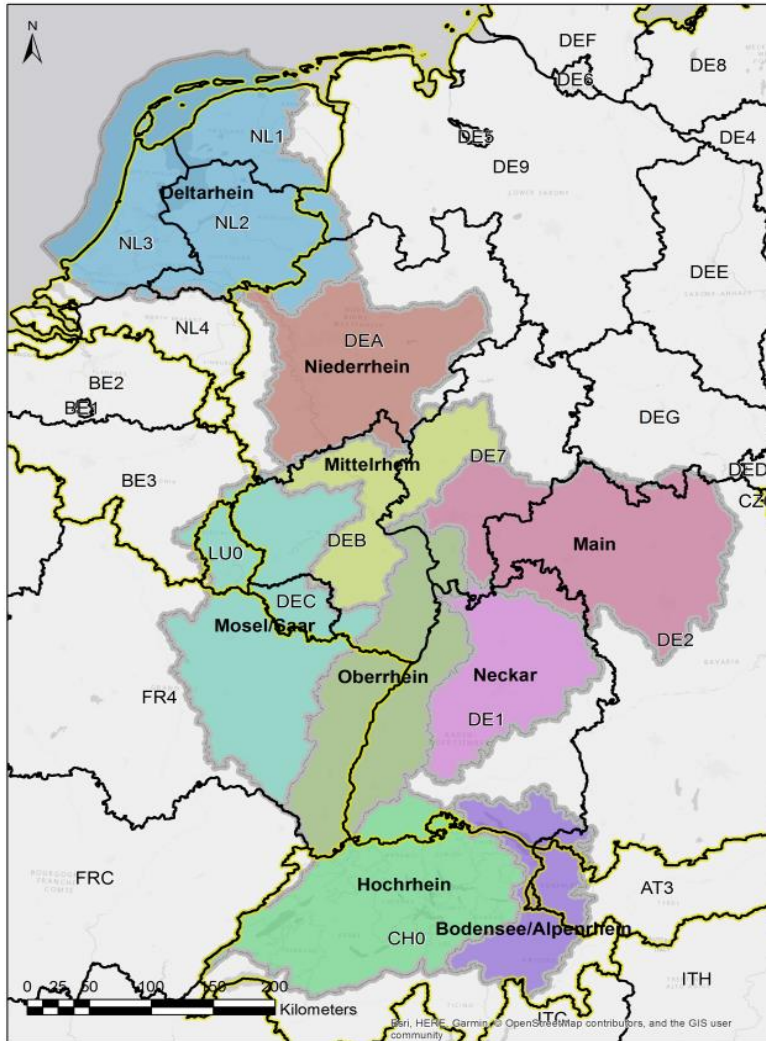 N
DEF
DE8
DE6
DE4
DE5
NL1
DE9
Deltarhein
NL2
NL3
DEE
NL4
DEA
Niederrhein
BE2
BE1
DEG
BE3
Mittelrhein
DE7
DED
CZ
Main
DEB
LU0
DEC
Mosel/Saar
DE2
Oberrhein
Neckar
FR4
DE1
FRC
Hochrhein
AT3
CH0
Bodensee/Alpenrhein
ITH
0 25 50 100 150 200
Kilometers
ITC
Esri, HERE, Garmin, © OpenStreetMap contributors, and the GIS user
community